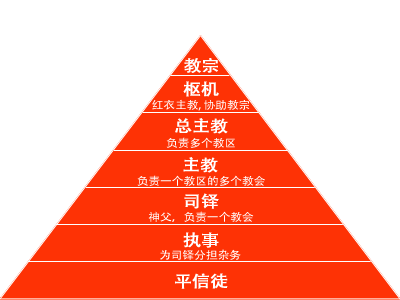 教宗
枢机
红衣主教, 协助教宗
总主教
负责多个教区
主教
负责一个教区的多个教会
司铎
神父，负责一个教会
执事
为司铎分担杂务
平信徒